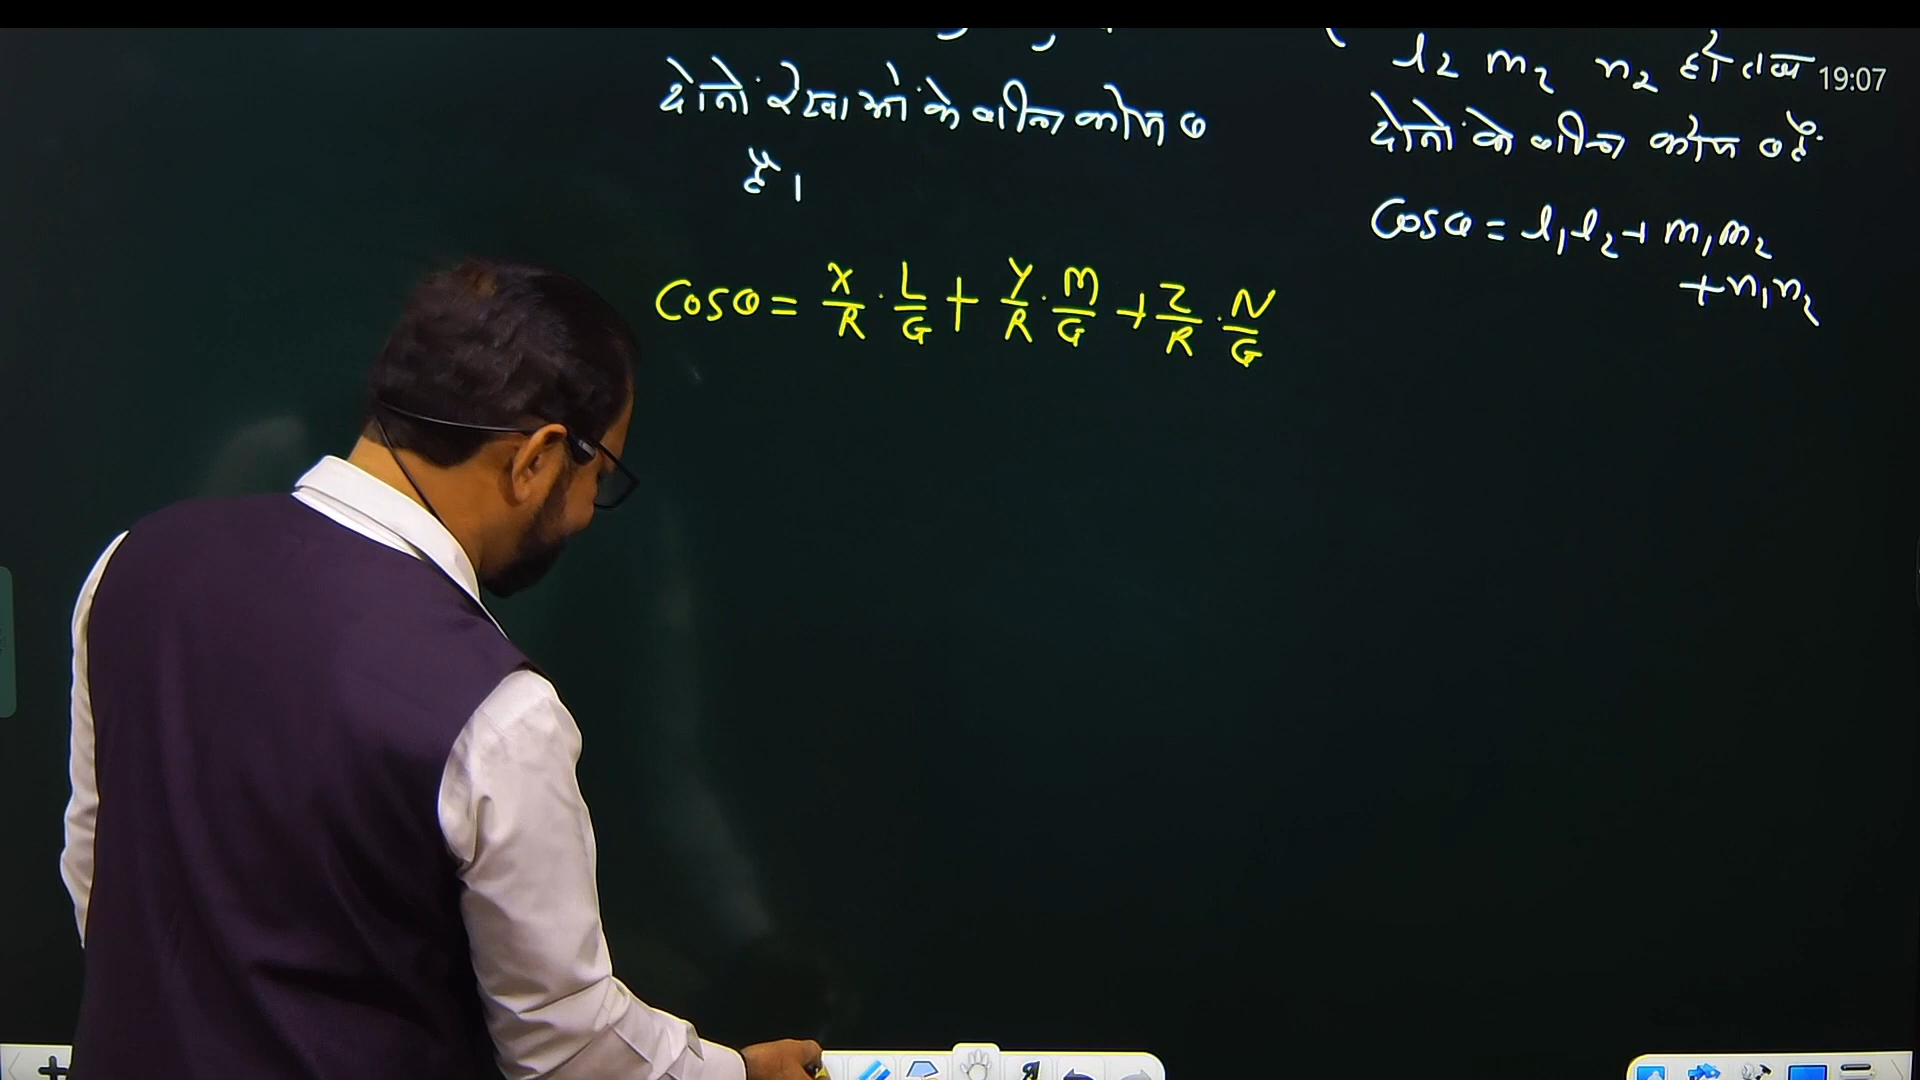 l₂ m₂ n₂ हो तब 19:07
दोनो रेखाओं के बीच कोण θ
है।
दोनो के बीच कोण θ है
Cosθ = l₁l₂ + m₁m₂
+ n₁n₂
Cosθ = X/R · L/G + Y/R · M/G + Z/R · N/G